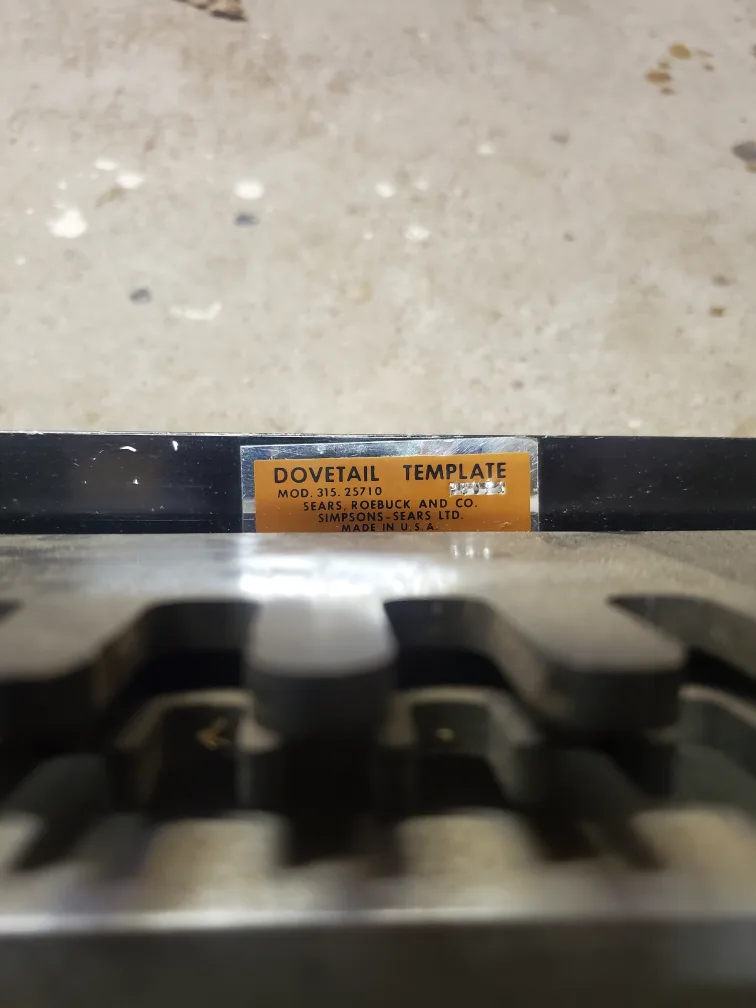 DOVETAIL TEMPLATE
MOD. 315.25710
SEARS, ROEBUCK AND CO.
SIMPSONS-SEARS LTD.
MADE IN U.S.A.